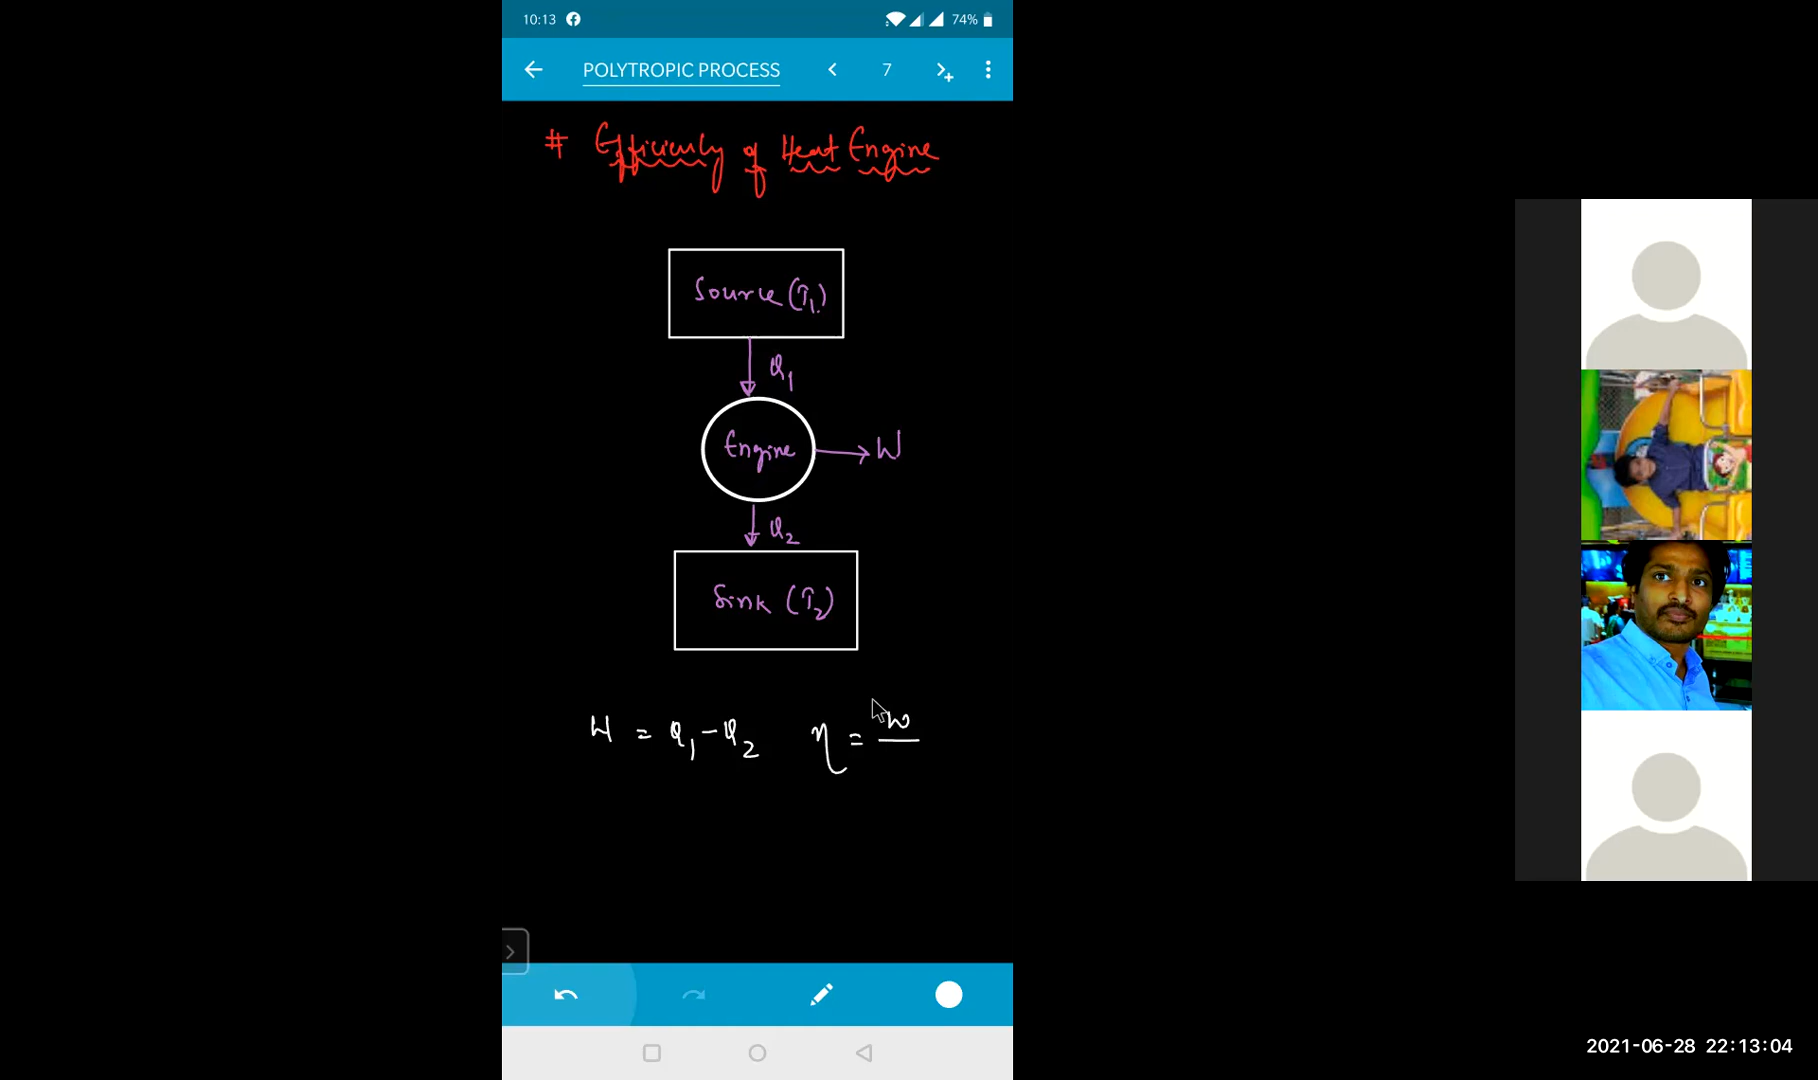 10:13 74%
POLYTROPIC PROCESS 7
# Efficiency of Heat Engine
Source (T1)
Q1
Engine → W
Q2
Sink (T2)
W = Q1 - Q2 η = W
2021-06-28 22:13:04